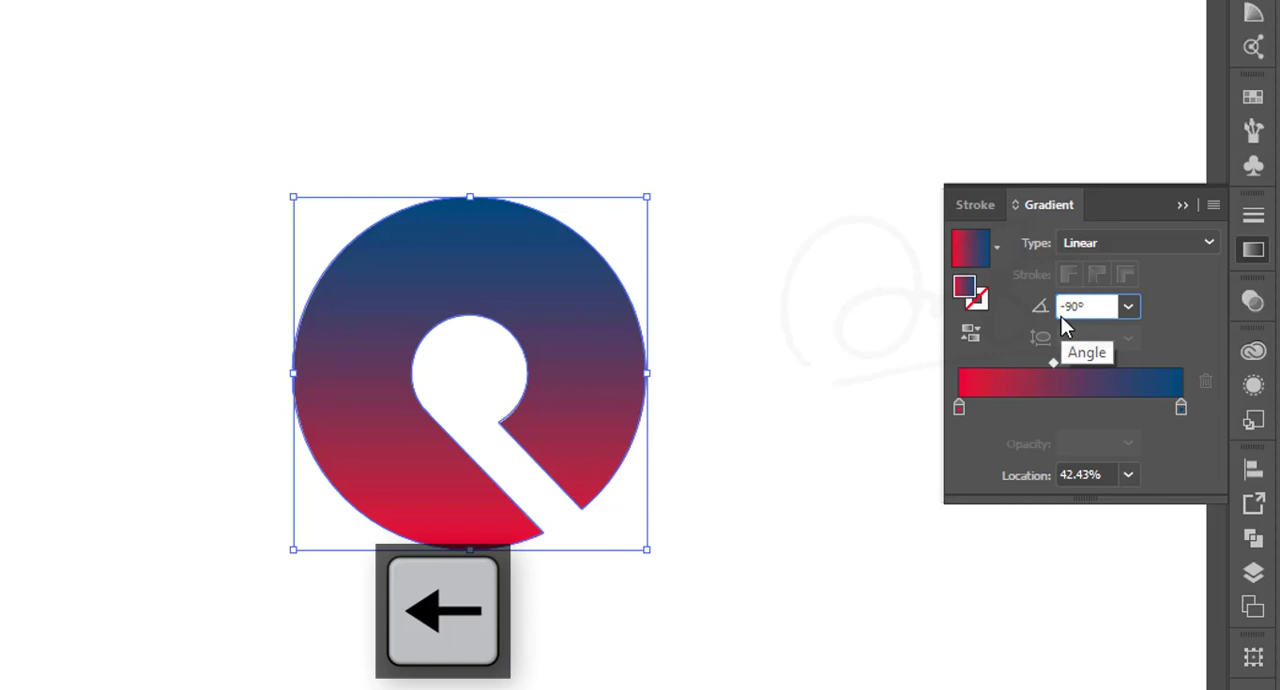 Stroke Gradient
Type: Linear
Stroke:
-90°
Angle
Opacity:
Location: 42.43%